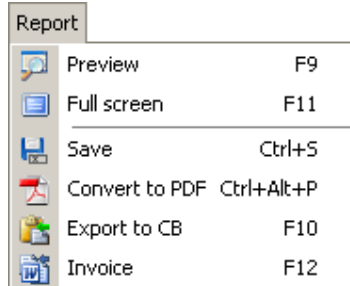 Report
Preview F9
Full screen F11
Save Ctrl+S
Convert to PDF Ctrl+Alt+P
Export to CB F10
Invoice F12